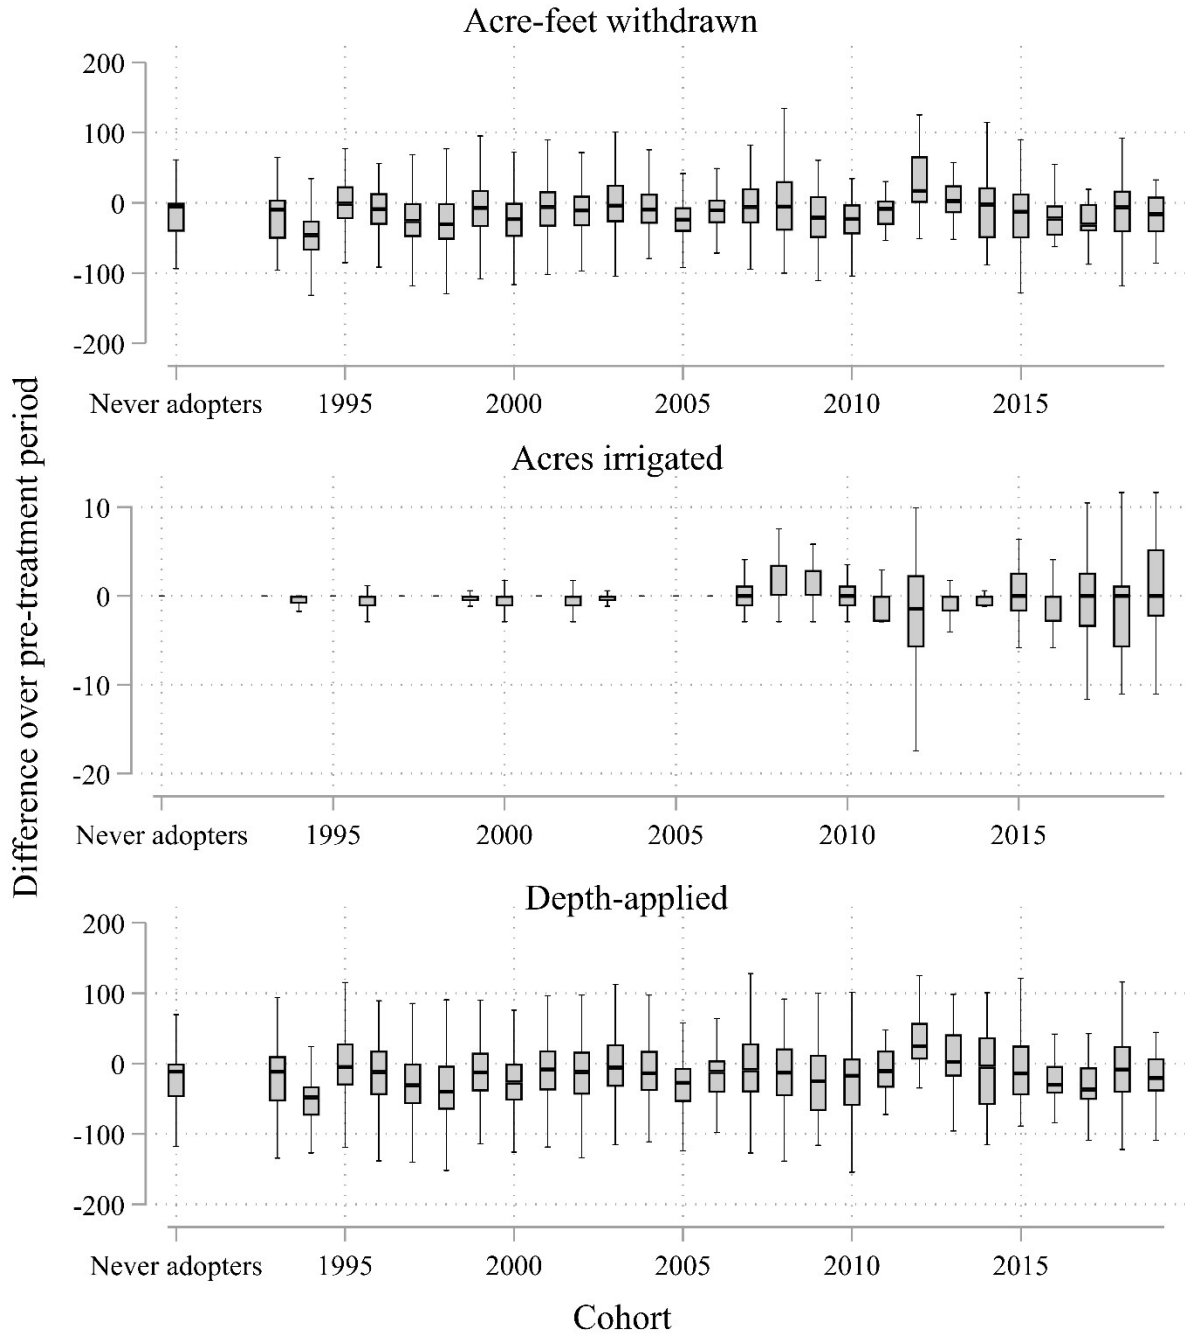 Difference over pre-treatment period
Acre-feet withdrawn
200
100
0
-100
-200
Never adopters 1995 2000 2005 2010 2015
Acres irrigated
10
0
-10
-20
Never adopters 1995 2000 2005 2010 2015
Depth-applied
200
100
0
-100
-200
Never adopters 1995 2000 2005 2010 2015
Cohort